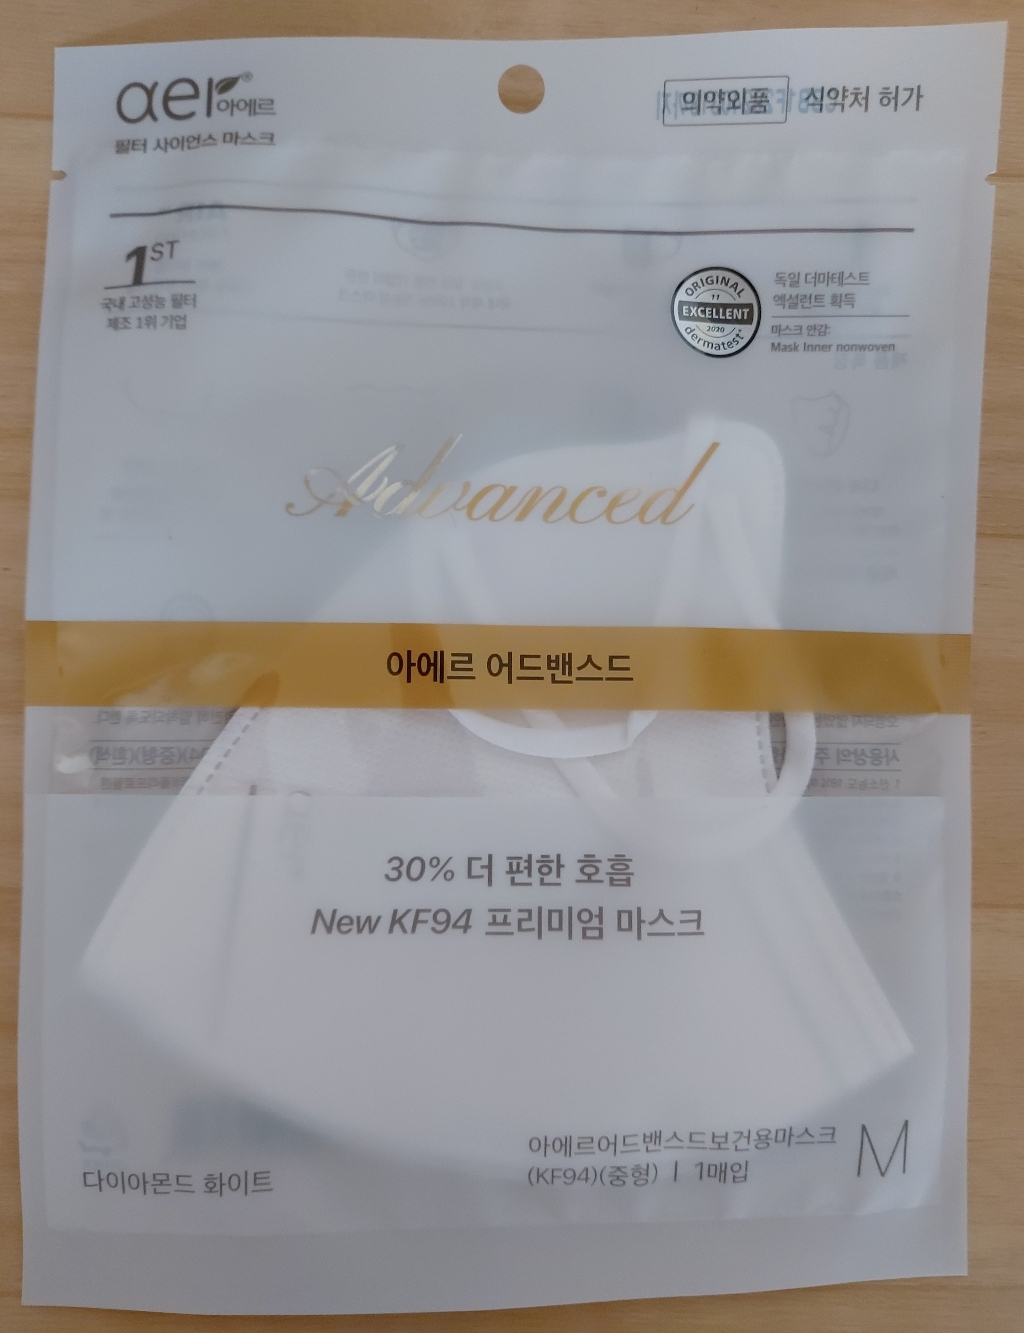 aer® 아에르
필터 사이언스 마스크
의약외품 식약처 허가
1ST
국내 고성능 필터
제조 1위 기업
ORIGINAL
EXCELLENT
2020
dermatest®
독일 더마테스트
엑설런트 획득
마스크 안감:
Mask Inner nonwoven
Advanced
아에르 어드밴스드
30% 더 편한 호흡
New KF94 프리미엄 마스크
다이아몬드 화이트
아에르어드밴스드보건용마스크
(KF94)(중형) | 1매입
M